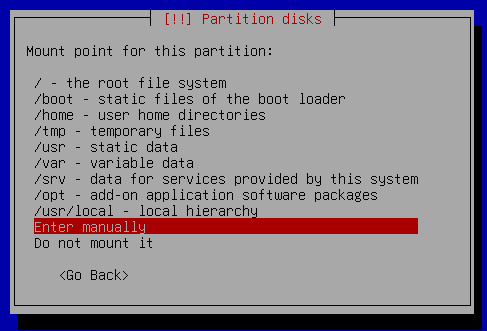 [!!] Partition disks
Mount point for this partition:
/ - the root file system
/boot - static files of the boot loader
/home - user home directories
/tmp - temporary files
/usr - static data
/var - variable data
/srv - data for services provided by this system
/opt - add-on application software packages
/usr/local - local hierarchy
Enter manually
Do not mount it
<Go Back>